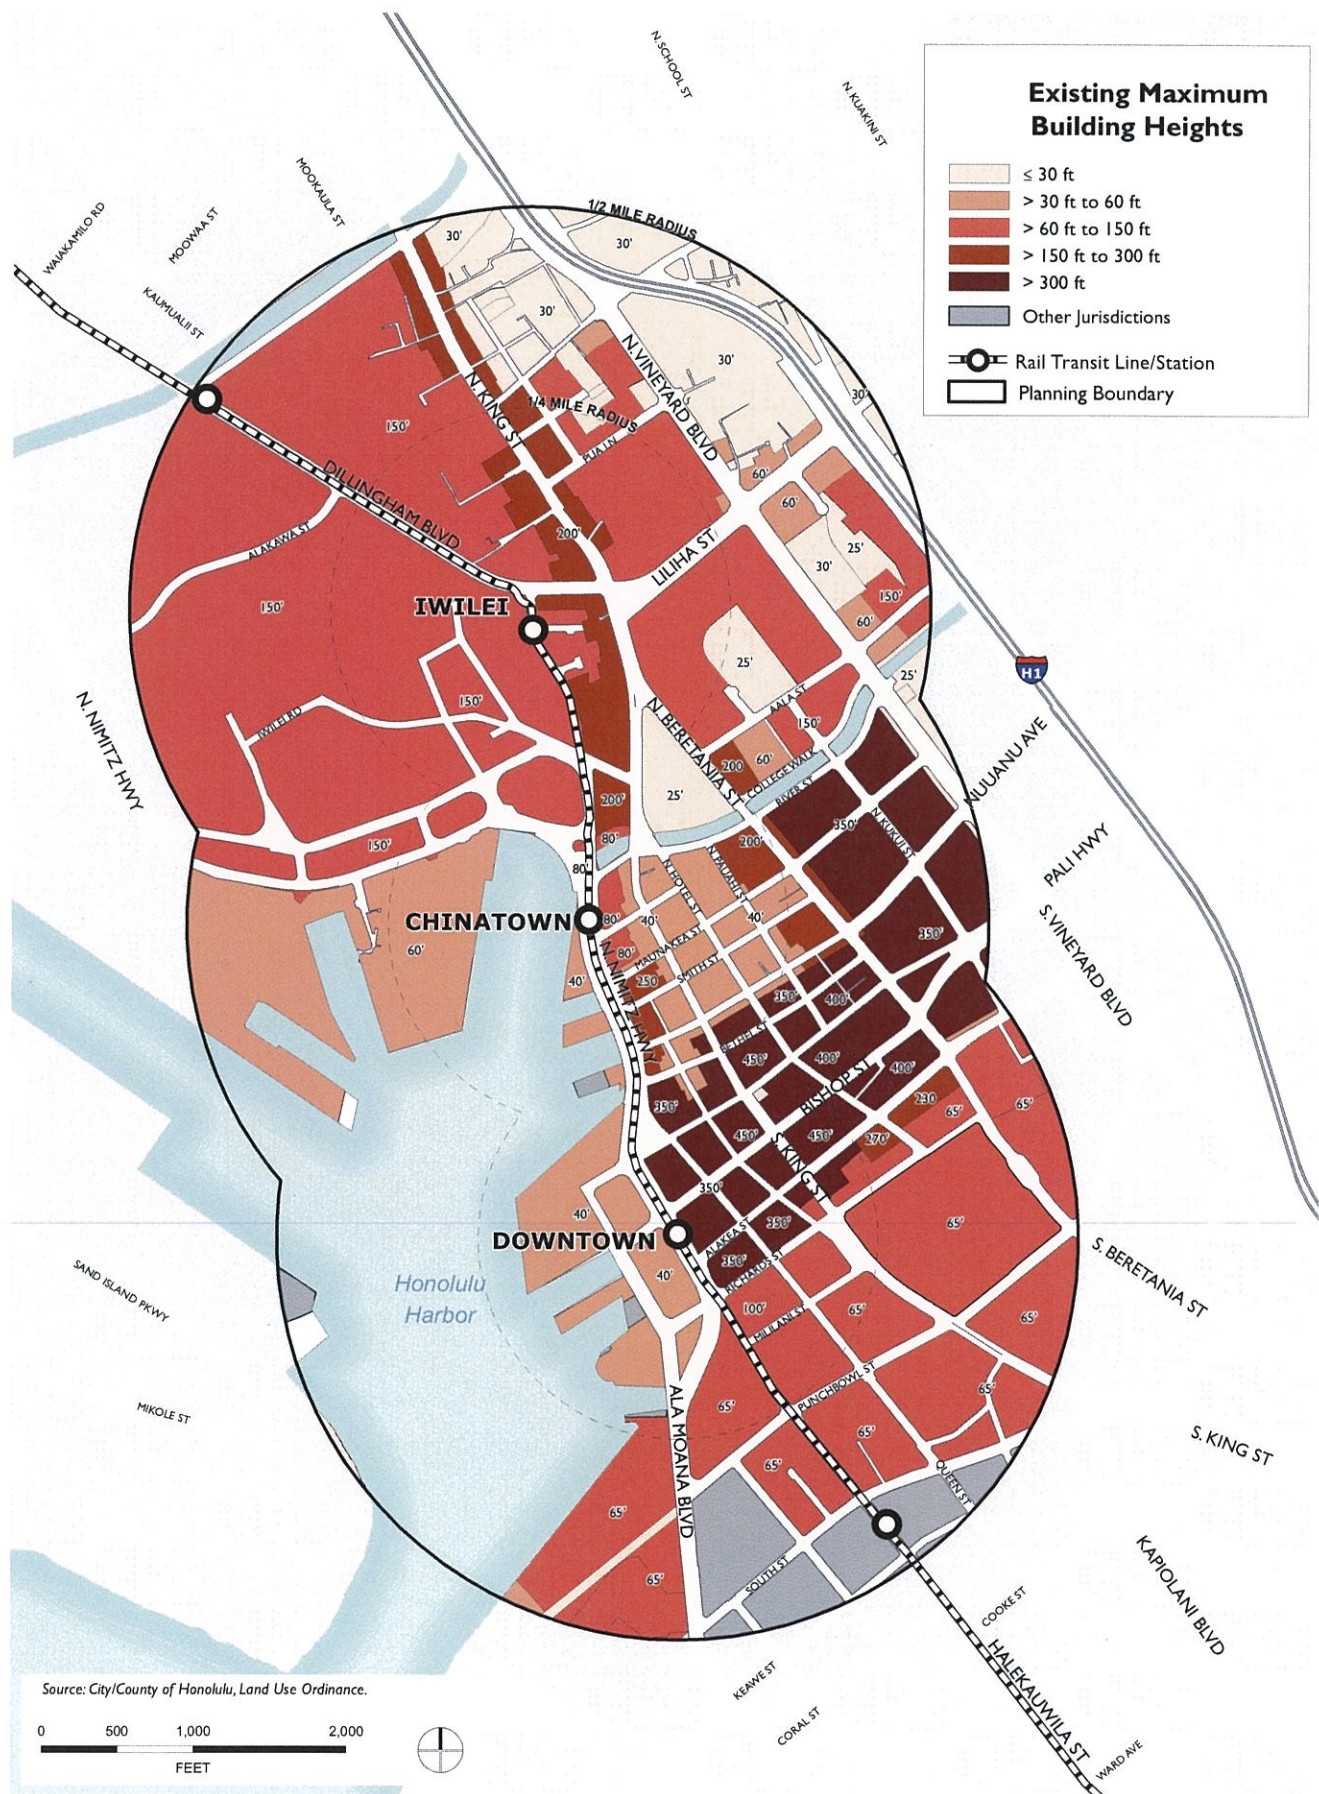 N. SCHOOL ST
N. KUAKINI ST
Existing Maximum
Building Heights
≤ 30 ft
> 30 ft to 60 ft
> 60 ft to 150 ft
> 150 ft to 300 ft
> 300 ft
Other Jurisdictions
Rail Transit Line/Station
Planning Boundary
WAIAKAMILO RD
MOOWAA ST
MOOKAULA ST
KAUMUALII ST
1/2 MILE RADIUS
30'
30'
30'
30'
30'
N. VINEYARD BLVD
N. KING ST
1/4 MILE RADIUS
PUA LN
150'
DILLINGHAM BLVD
ALAKAWA ST
60'
60'
200'
LILIHA ST
25'
30'
150'
150'
60'
IWILEI
25'
25'
H1
N. NIMITZ HWY
150'
IWILEI RD
N. BERETANIA ST
AALA ST
150'
200
60'
COLLEGE WALK
RIVER ST
NUUANU AVE
25'
200'
80'
150'
350'
N. KUKUI ST
200'
PALI HWY
80'
N. HOTEL ST
N. PAUAHI ST
CHINATOWN
80'
40'
40'
350'
S. VINEYARD BLVD
60'
80'
MAUNAKEA ST
SMITH ST
40'
N. NIMITZ HWY
250
350'
400'
BETHEL ST
450'
400'
400'
BISHOP ST
350'
230
65'
65'
450'
450'
270'
S. KING ST
350'
40'
65'
DOWNTOWN
ALAKEA ST
350'
350'
RICHARDS ST
40'
S. BERETANIA ST
Honolulu
Harbor
SAND ISLAND PKWY
100'
MILILANI ST
65'
65'
PUNCHBOWL ST
65'
65'
65'
MIKOLE ST
ALA MOANA BLVD
S. KING ST
65'
QUEEN ST
65'
65'
SOUTH ST
KAPIOLANI BLVD
COOKE ST
HALEKAUWILA ST
KEAWE ST
CORAL ST
WARD AVE
Source: City/County of Honolulu, Land Use Ordinance.
0 500 1,000 2,000
FEET